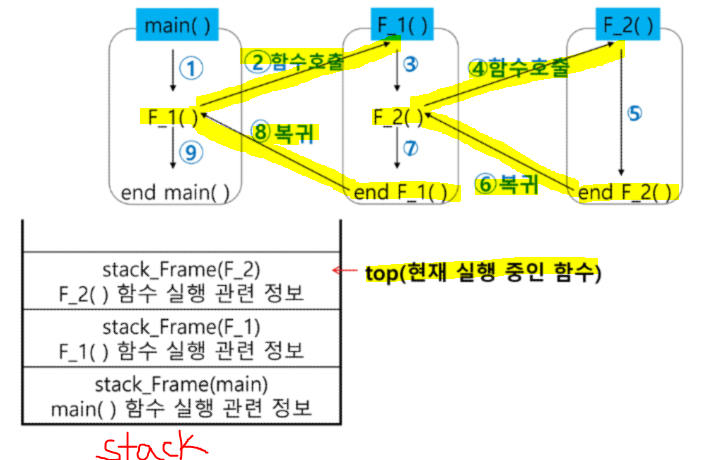 main( )
F_1( )
F_2( )
①
②함수호출
③
④함수호출
F_1( )
F_2( )
⑤
⑧복귀
⑨
⑦
⑥복귀
end main( )
end F_1( )
end F_2( )
stack_Frame(F_2)
F_2( ) 함수 실행 관련 정보
top(현재 실행 중인 함수)
stack_Frame(F_1)
F_1( ) 함수 실행 관련 정보
stack_Frame(main)
main( ) 함수 실행 관련 정보
stack